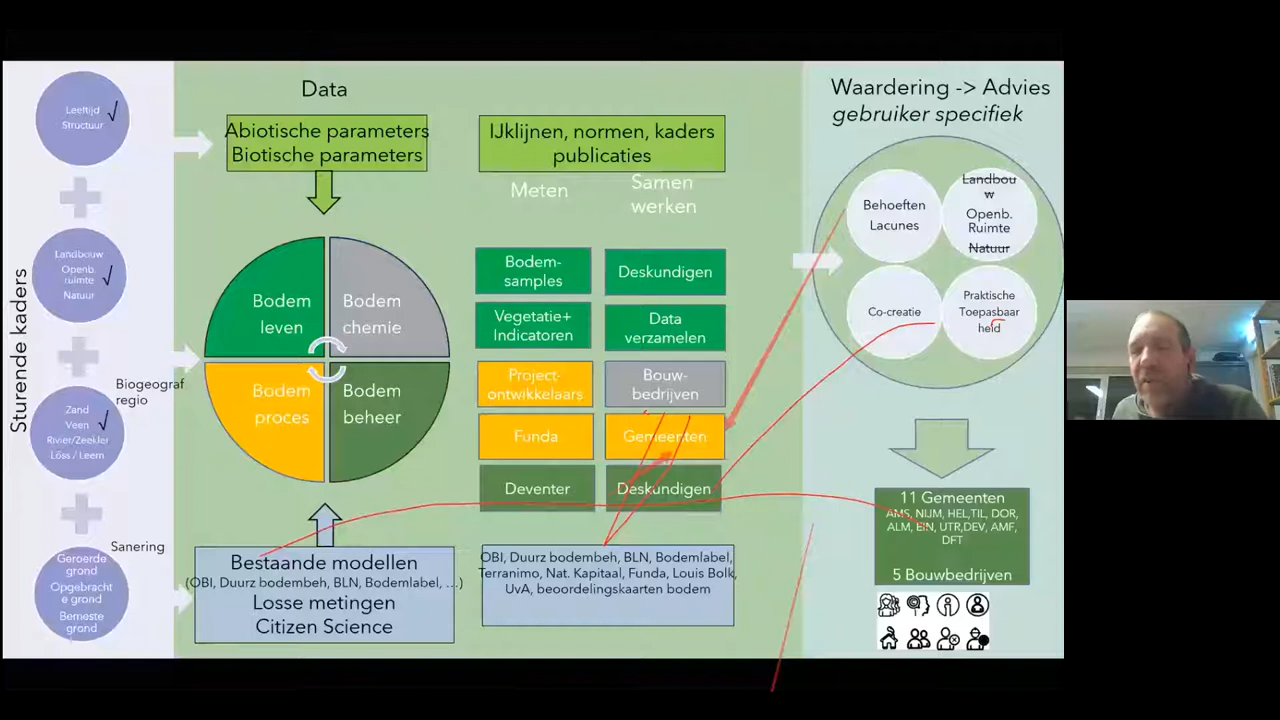 Sturende kaders
Leeftijd
Structuur
Landbouw
Openb.
ruimte
Natuur
Biogeograf
regio
Zand
Veen
Rivier/Zeeklei
Löss / Leem
Sanering
Geroerde
grond
Opgebracht
e grond
Bemeste
grond
Data
Abiotische parameters
Biotische parameters
Bodem
leven
Bodem
chemie
Bodem
proces
Bodem
beheer
Bestaande modellen
(OBI, Duurz bodembeh, BLN, Bodemlabel, …)
Losse metingen
Citizen Science
IJklijnen, normen, kaders
publicaties
Meten
Samen
werken
Bodem-
samples
Deskundigen
Vegetatie+
Indicatoren
Data
verzamelen
Project-
ontwikkelaars
Bouw-
bedrijven
Funda
Gemeenten
Deventer
Deskundigen
OBI, Duurz bodembeh, BLN, Bodemlabel,
Terranimo, Nat. Kapitaal, Funda, Louis Bolk,
UvA, beoordelingskaarten bodem
Waardering -> Advies
gebruiker specifiek
Behoeften
Lacunes
Landbou
w
Openb.
Ruimte
Natuur
Co-creatie
Praktische
Toepasbaar
heid
11 Gemeenten
AMS, NIJM, HEL,TIL, DOR,
ALM, EIN, UTR,DEV, AMF,
DFT
5 Bouwbedrijven